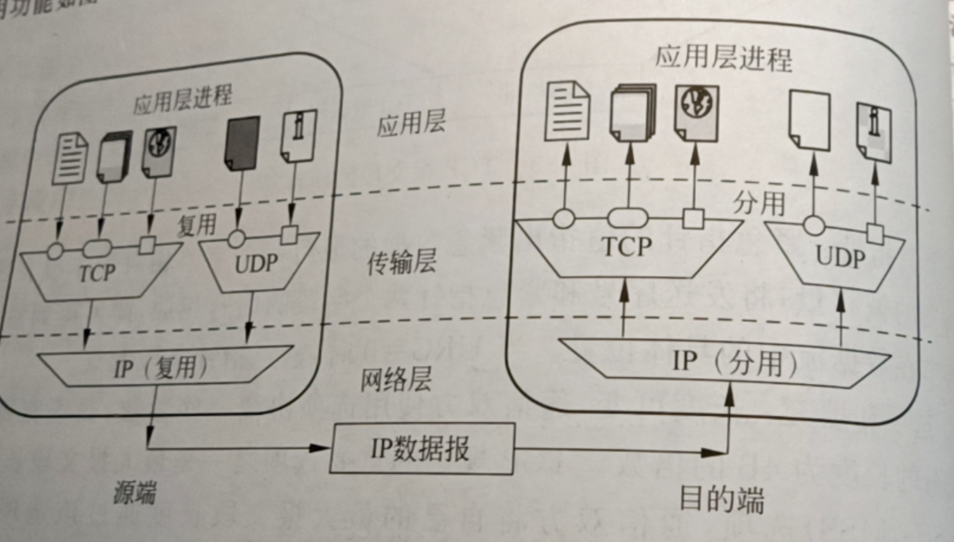 用功能如图
应用层进程
应用层进程
应用层
复用
分用
TCP
UDP
传输层
TCP
UDP
IP（复用）
网络层
IP（分用）
IP数据报
源端
目的端